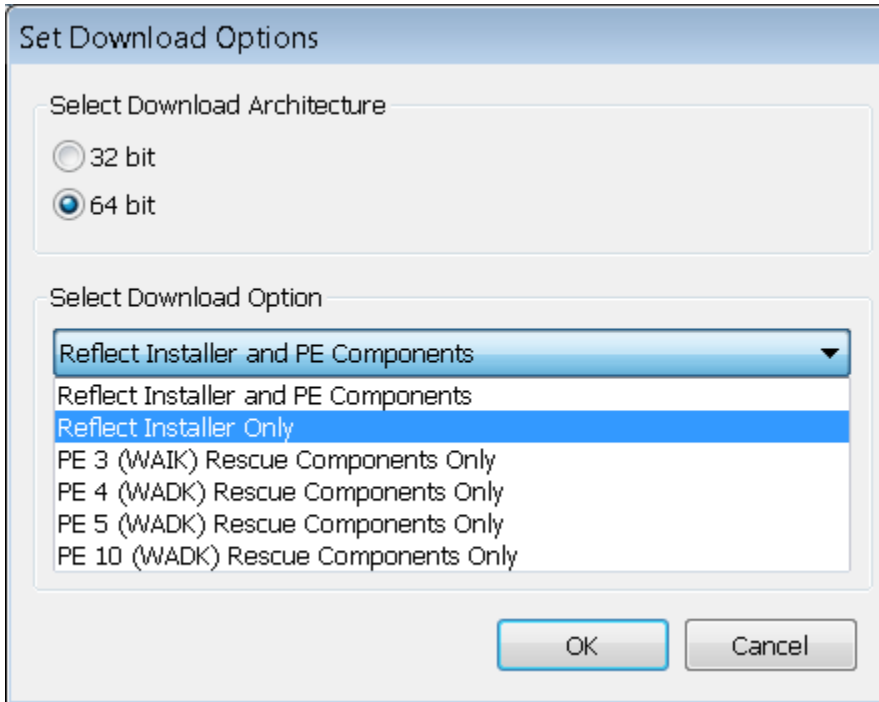 Set Download Options
Select Download Architecture
32 bit
64 bit
Select Download Option
Reflect Installer and PE Components
Reflect Installer and PE Components
Reflect Installer Only
PE 3 (WAIK) Rescue Components Only
PE 4 (WADK) Rescue Components Only
PE 5 (WADK) Rescue Components Only
PE 10 (WADK) Rescue Components Only
OK
Cancel